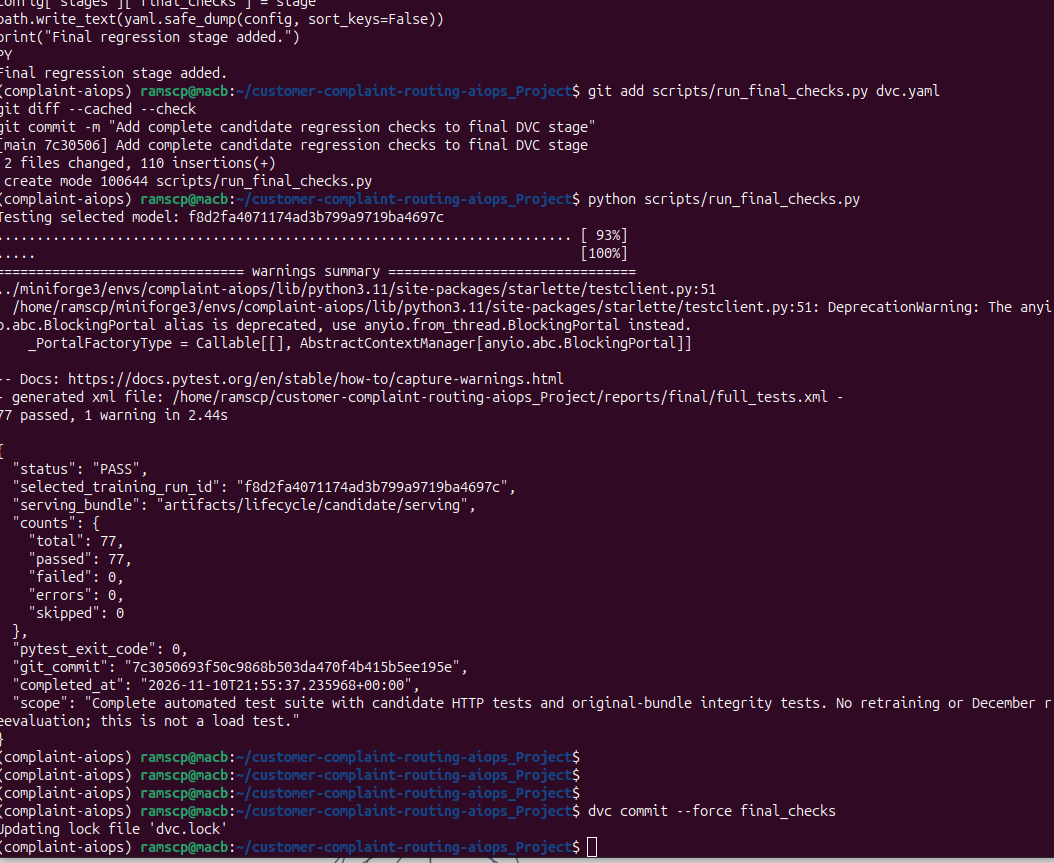 config['stages']['final_checks'] = stage
path.write_text(yaml.safe_dump(config, sort_keys=False))
print("Final regression stage added.")
PY
Final regression stage added.
(complaint-aiops) ramscp@macb:~/customer-complaint-routing-aiops_Project$ git add scripts/run_final_checks.py dvc.yaml
git diff --cached --check
git commit -m "Add complete candidate regression checks to final DVC stage"
[main 7c30506] Add complete candidate regression checks to final DVC stage
2 files changed, 110 insertions(+)
create mode 100644 scripts/run_final_checks.py
(complaint-aiops) ramscp@macb:~/customer-complaint-routing-aiops_Project$ python scripts/run_final_checks.py
Testing selected model: f8d2fa4071174ad3b799a9719ba4697c
........................................................................ [ 93%]
..... [100%]
=============================== warnings summary ===============================
../miniforge3/envs/complaint-aiops/lib/python3.11/site-packages/starlette/testclient.py:51
/home/ramscp/miniforge3/envs/complaint-aiops/lib/python3.11/site-packages/starlette/testclient.py:51: DeprecationWarning: The anyi
o.abc.BlockingPortal alias is deprecated, use anyio.from_thread.BlockingPortal instead.
_PortalFactoryType = Callable[[], AbstractContextManager[anyio.abc.BlockingPortal]]
-- Docs: https://docs.pytest.org/en/stable/how-to/capture-warnings.html
- generated xml file: /home/ramscp/customer-complaint-routing-aiops_Project/reports/final/full_tests.xml -
77 passed, 1 warning in 2.44s
{
"status": "PASS",
"selected_training_run_id": "f8d2fa4071174ad3b799a9719ba4697c",
"serving_bundle": "artifacts/lifecycle/candidate/serving",
"counts": {
"total": 77,
"passed": 77,
"failed": 0,
"errors": 0,
"skipped": 0
},
"pytest_exit_code": 0,
"git_commit": "7c3050693f50c9868b503da470f4b415b5ee195e",
"completed_at": "2026-11-10T21:55:37.235968+00:00",
"scope": "Complete automated test suite with candidate HTTP tests and original-bundle integrity tests. No retraining or December r
eevaluation; this is not a load test."
}
(complaint-aiops) ramscp@macb:~/customer-complaint-routing-aiops_Project$
(complaint-aiops) ramscp@macb:~/customer-complaint-routing-aiops_Project$
(complaint-aiops) ramscp@macb:~/customer-complaint-routing-aiops_Project$
(complaint-aiops) ramscp@macb:~/customer-complaint-routing-aiops_Project$ dvc commit --force final_checks
Updating lock file 'dvc.lock'
(complaint-aiops) ramscp@macb:~/customer-complaint-routing-aiops_Project$